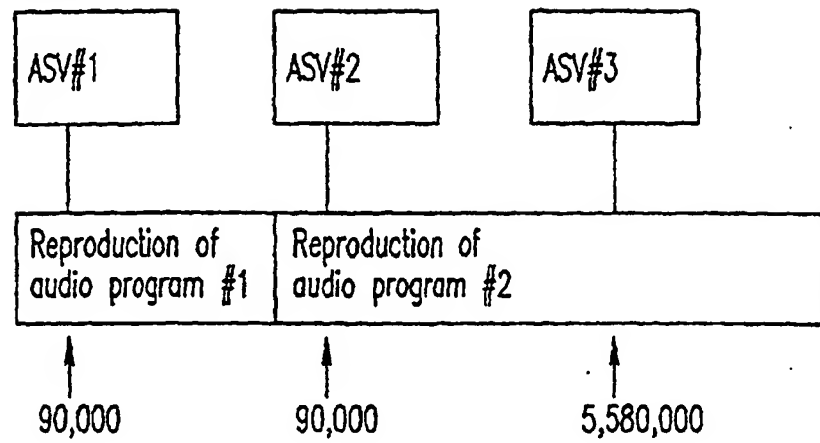 ASV#1
ASV#2
ASV#3
Reproduction of
audio program #1
Reproduction of
audio program #2
90,000
90,000
5,580,000